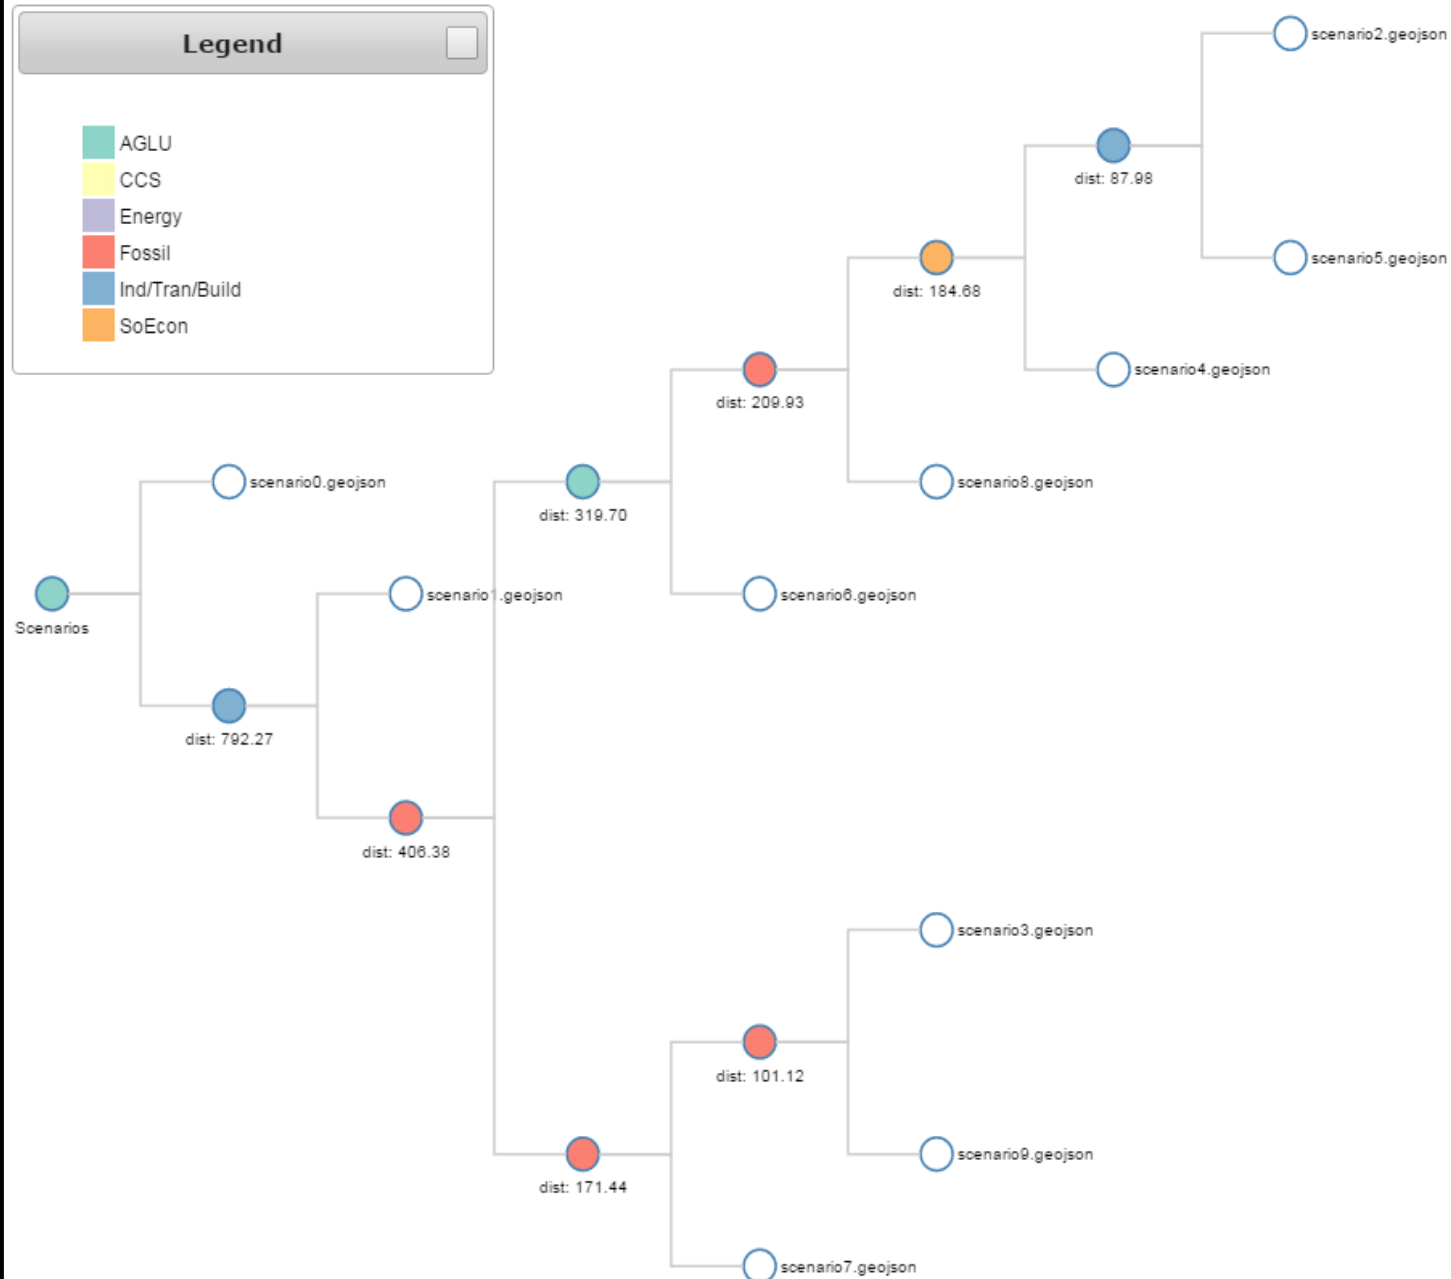 Legend
AGLU
CCS
Energy
Fossil
Ind/Tran/Build
SoEcon
scenario2.geojson
dist: 87.98
scenario5.geojson
dist: 184.68
scenario4.geojson
dist: 209.93
scenario0.geojson
dist: 319.70
scenario8.geojson
Scenarios
scenario1.geojson
scenario6.geojson
dist: 792.27
dist: 406.38
scenario3.geojson
dist: 101.12
scenario9.geojson
dist: 171.44
scenario7.geojson